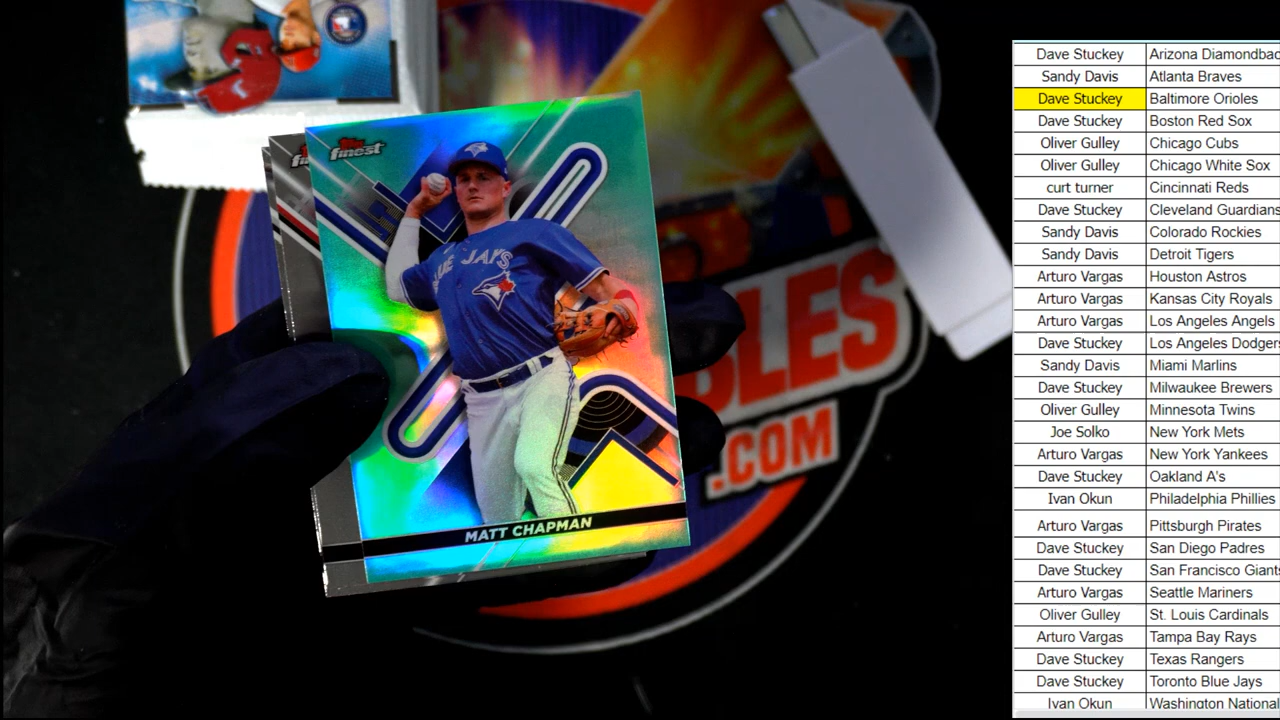 Topps
finest
BLUE JAYS
MATT CHAPMAN
BLES
.COM
Dave Stuckey Arizona Diamondbac
Sandy Davis Atlanta Braves
Dave Stuckey Baltimore Orioles
Dave Stuckey Boston Red Sox
Oliver Gulley Chicago Cubs
Oliver Gulley Chicago White Sox
curt turner Cincinnati Reds
Dave Stuckey Cleveland Guardians
Sandy Davis Colorado Rockies
Sandy Davis Detroit Tigers
Arturo Vargas Houston Astros
Arturo Vargas Kansas City Royals
Arturo Vargas Los Angeles Angels
Dave Stuckey Los Angeles Dodgers
Sandy Davis Miami Marlins
Dave Stuckey Milwaukee Brewers
Oliver Gulley Minnesota Twins
Joe Solko New York Mets
Arturo Vargas New York Yankees
Dave Stuckey Oakland A's
Ivan Okun Philadelphia Phillies
Arturo Vargas Pittsburgh Pirates
Dave Stuckey San Diego Padres
Dave Stuckey San Francisco Giants
Arturo Vargas Seattle Mariners
Oliver Gulley St. Louis Cardinals
Arturo Vargas Tampa Bay Rays
Dave Stuckey Texas Rangers
Dave Stuckey Toronto Blue Jays
Ivan Okun Washington National